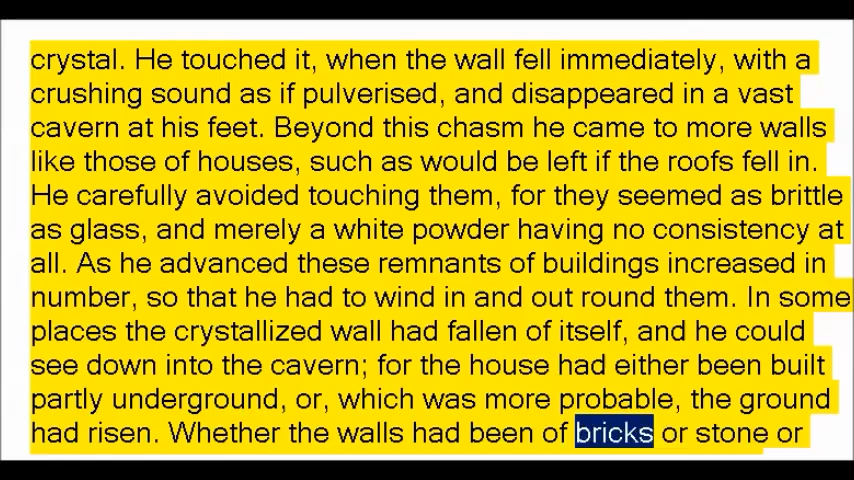 crystal. He touched it, when the wall fell immediately, with a
crushing sound as if pulverised, and disappeared in a vast
cavern at his feet. Beyond this chasm he came to more walls
like those of houses, such as would be left if the roofs fell in.
He carefully avoided touching them, for they seemed as brittle
as glass, and merely a white powder having no consistency at
all. As he advanced these remnants of buildings increased in
number, so that he had to wind in and out round them. In some
places the crystallized wall had fallen of itself, and he could
see down into the cavern; for the house had either been built
partly underground, or, which was more probable, the ground
had risen. Whether the walls had been of bricks or stone or